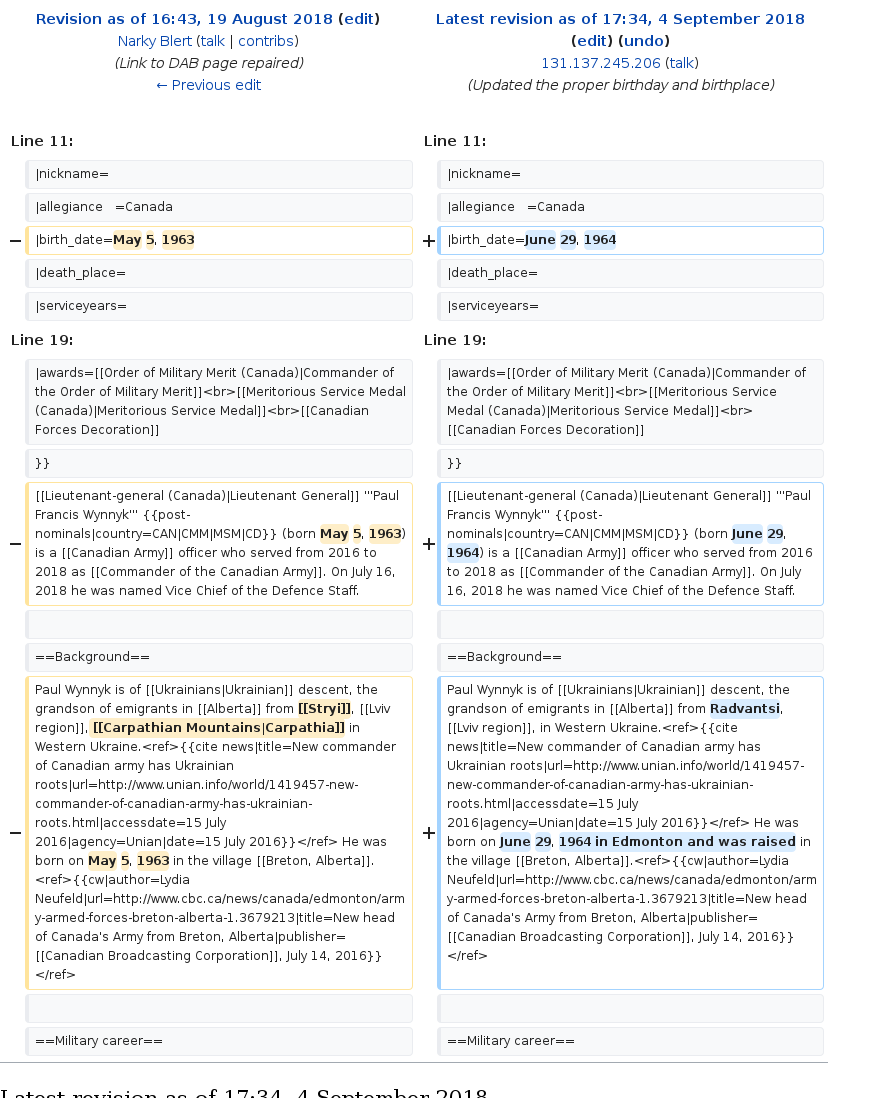 Revision as of 16:43, 19 August 2018 (edit)
Narky Blert (talk | contribs)
(Link to DAB page repaired)
← Previous edit
Latest revision as of 17:34, 4 September 2018
(edit) (undo)
131.137.245.206 (talk)
(Updated the proper birthday and birthplace)
Line 11:
Line 11:
|nickname=
|nickname=
|allegiance   =Canada
|allegiance   =Canada
− |birth_date=May 5, 1963
+ |birth_date=June 29, 1964
|death_place=
|death_place=
|serviceyears=
|serviceyears=
Line 19:
Line 19:
|awards=[[Order of Military Merit (Canada)|Commander of
the Order of Military Merit]]<br>[[Meritorious Service Medal
(Canada)|Meritorious Service Medal]]<br>[[Canadian
Forces Decoration]]
|awards=[[Order of Military Merit (Canada)|Commander of
the Order of Military Merit]]<br>[[Meritorious Service
Medal (Canada)|Meritorious Service Medal]]<br>
[[Canadian Forces Decoration]]
}}
}}
−
[[Lieutenant-general (Canada)|Lieutenant General]] '''Paul
Francis Wynnyk''' {{post-
nominals|country=CAN|CMM|MSM|CD}} (born May 5, 1963)
is a [[Canadian Army]] officer who served from 2016 to
2018 as [[Commander of the Canadian Army]]. On July 16,
2018 he was named Vice Chief of the Defence Staff.
+
[[Lieutenant-general (Canada)|Lieutenant General]] '''Paul
Francis Wynnyk''' {{post-
nominals|country=CAN|CMM|MSM|CD}} (born June 29,
1964) is a [[Canadian Army]] officer who served from 2016
to 2018 as [[Commander of the Canadian Army]]. On July
16, 2018 he was named Vice Chief of the Defence Staff.
==Background==
==Background==
−
Paul Wynnyk is of [[Ukrainians|Ukrainian]] descent, the
grandson of emigrants in [[Alberta]] from [[Stryi]], [[Lviv
region]], [[Carpathian Mountains|Carpathia]] in
Western Ukraine.<ref>{{cite news|title=New commander
of Canadian army has Ukrainian
roots|url=http://www.unian.info/world/1419457-new-
commander-of-canadian-army-has-ukrainian-
roots.html|accessdate=15 July
2016|agency=Unian|date=15 July 2016}}</ref> He was
born on May 5, 1963 in the village [[Breton, Alberta]].
<ref>{{cw|author=Lydia
Neufeld|url=http://www.cbc.ca/news/canada/edmonton/arm
y-armed-forces-breton-alberta-1.3679213|title=New head
of Canada's Army from Breton, Alberta|publisher=
[[Canadian Broadcasting Corporation]], July 14, 2016}}
</ref>
+
Paul Wynnyk is of [[Ukrainians|Ukrainian]] descent, the
grandson of emigrants in [[Alberta]] from Radvantsi,
[[Lviv region]], in Western Ukraine.<ref>{{cite
news|title=New commander of Canadian army has
Ukrainian roots|url=http://www.unian.info/world/1419457-
new-commander-of-canadian-army-has-ukrainian-
roots.html|accessdate=15 July
2016|agency=Unian|date=15 July 2016}}</ref> He was
born on June 29, 1964 in Edmonton and was raised in
the village [[Breton, Alberta]].<ref>{{cw|author=Lydia
Neufeld|url=http://www.cbc.ca/news/canada/edmonton/arm
y-armed-forces-breton-alberta-1.3679213|title=New head
of Canada's Army from Breton, Alberta|publisher=
[[Canadian Broadcasting Corporation]], July 14, 2016}}
</ref>
==Military career==
==Military career==
Latest revision as of 17:34, 4 September 2018